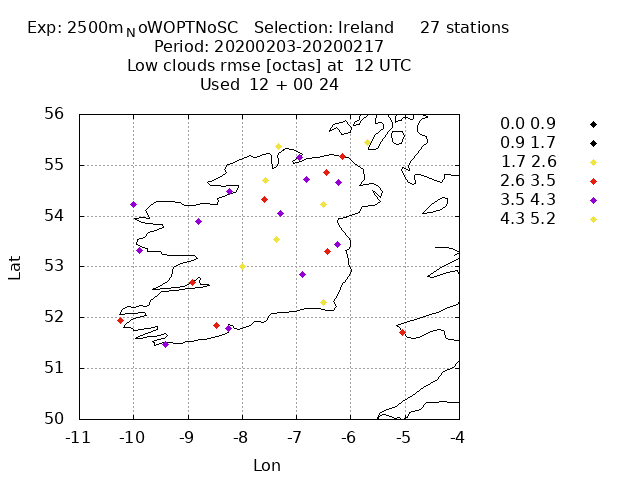 Exp: 2500m_NoWOPTNoSC Selection: Ireland 27 stations
Period: 20200203-20200217
Low clouds rmse [octas] at 12 UTC
Used 12 + 00 24
56
55
54
53
52
51
50
-11 -10 -9 -8 -7 -6 -5 -4
Lat
Lon
0.0 0.9
0.9 1.7
1.7 2.6
2.6 3.5
3.5 4.3
4.3 5.2